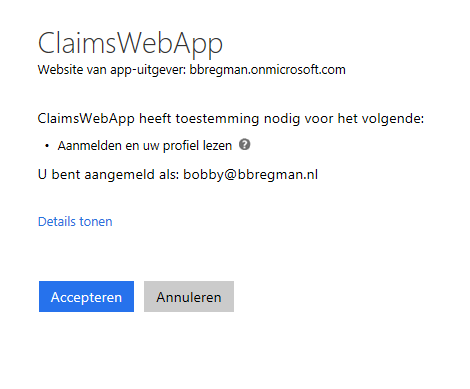 ClaimsWebApp
Website van app-uitgever: bbregman.onmicrosoft.com
ClaimsWebApp heeft toestemming nodig voor het volgende:
• Aanmelden en uw profiel lezen ?
U bent aangemeld als: bobby@bbregman.nl
Details tonen
Accepteren Annuleren